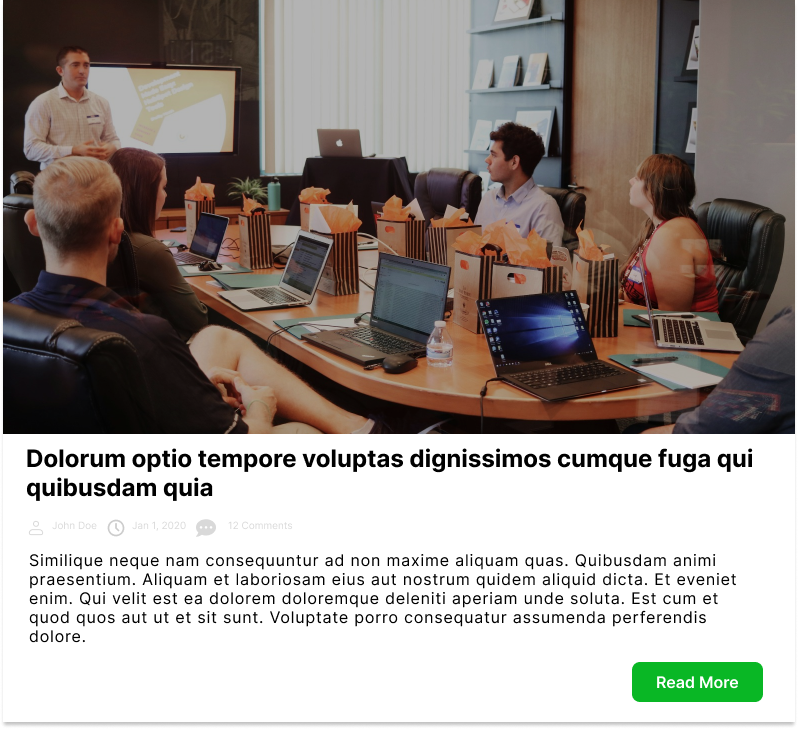 Dolorum optio tempore voluptas dignissimos cumque fuga qui
quibusdam quia
John Doe Jan 1, 2020 12 Comments
Similique neque nam consequuntur ad non maxime aliquam quas. Quibusdam animi
praesentium. Aliquam et laboriosam eius aut nostrum quidem aliquid dicta. Et eveniet
enim. Qui velit est ea dolorem doloremque deleniti aperiam unde soluta. Est cum et
quod quos aut ut et sit sunt. Voluptate porro consequatur assumenda perferendis
dolore.
Read More